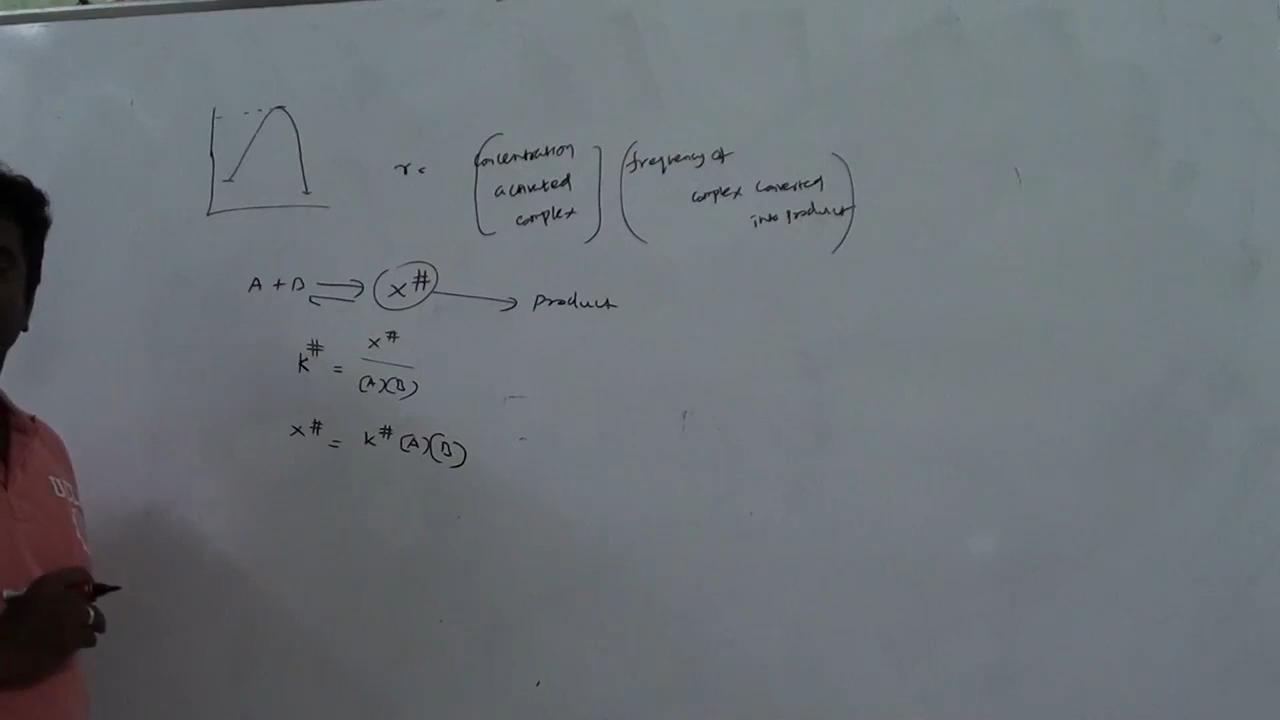 r = (concentration activated complex) (frequency of complex converted into product)
A + B ⇌ x# → product
k# = x# / (A)(B)
x# = k# (A)(B)